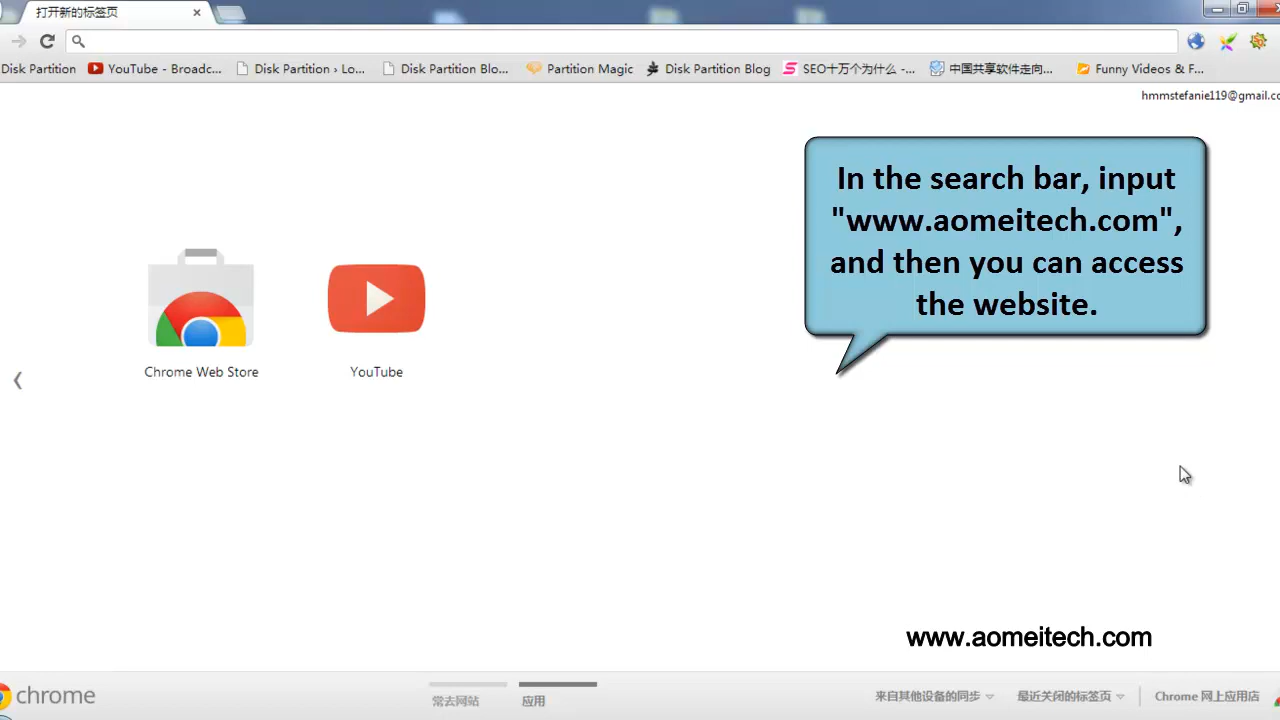 打开新的标签页
Disk Partition YouTube - Broadc... Disk Partition › Lo... Disk Partition Blo... Partition Magic Disk Partition Blog SEO十万个为什么 -... 中国共享软件走向... Funny Videos & F...
hmmstefanie119@gmail.co
In the search bar, input
"www.aomeitech.com",
and then you can access
the website.
Chrome Web Store YouTube
www.aomeitech.com
chrome 常去网站 应用 来自其他设备的同步 最近关闭的标签页 Chrome 网上应用店